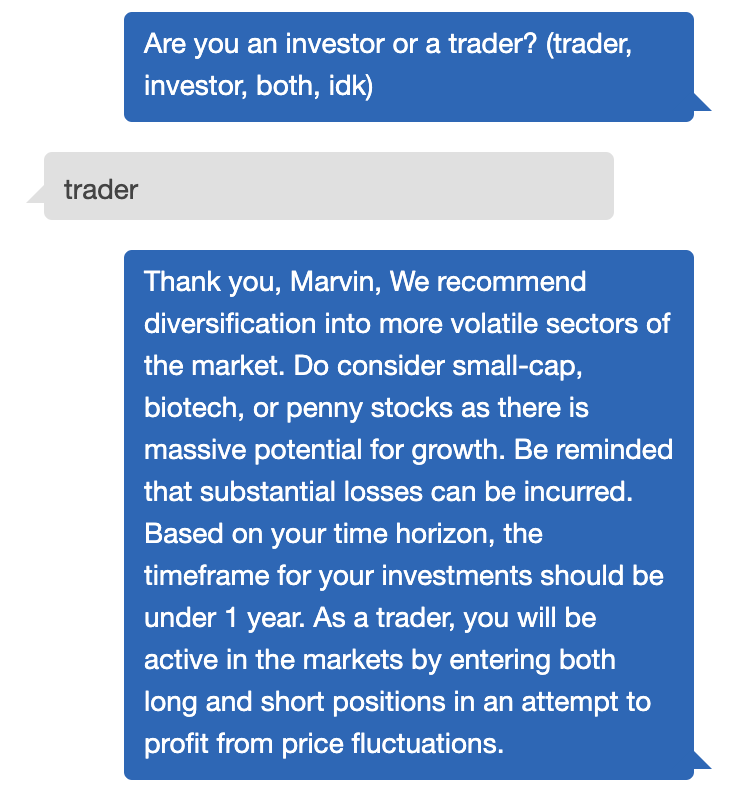 Are you an investor or a trader? (trader,
investor, both, idk)
trader
Thank you, Marvin, We recommend
diversification into more volatile sectors of
the market. Do consider small-cap,
biotech, or penny stocks as there is
massive potential for growth. Be reminded
that substantial losses can be incurred.
Based on your time horizon, the
timeframe for your investments should be
under 1 year. As a trader, you will be
active in the markets by entering both
long and short positions in an attempt to
profit from price fluctuations.